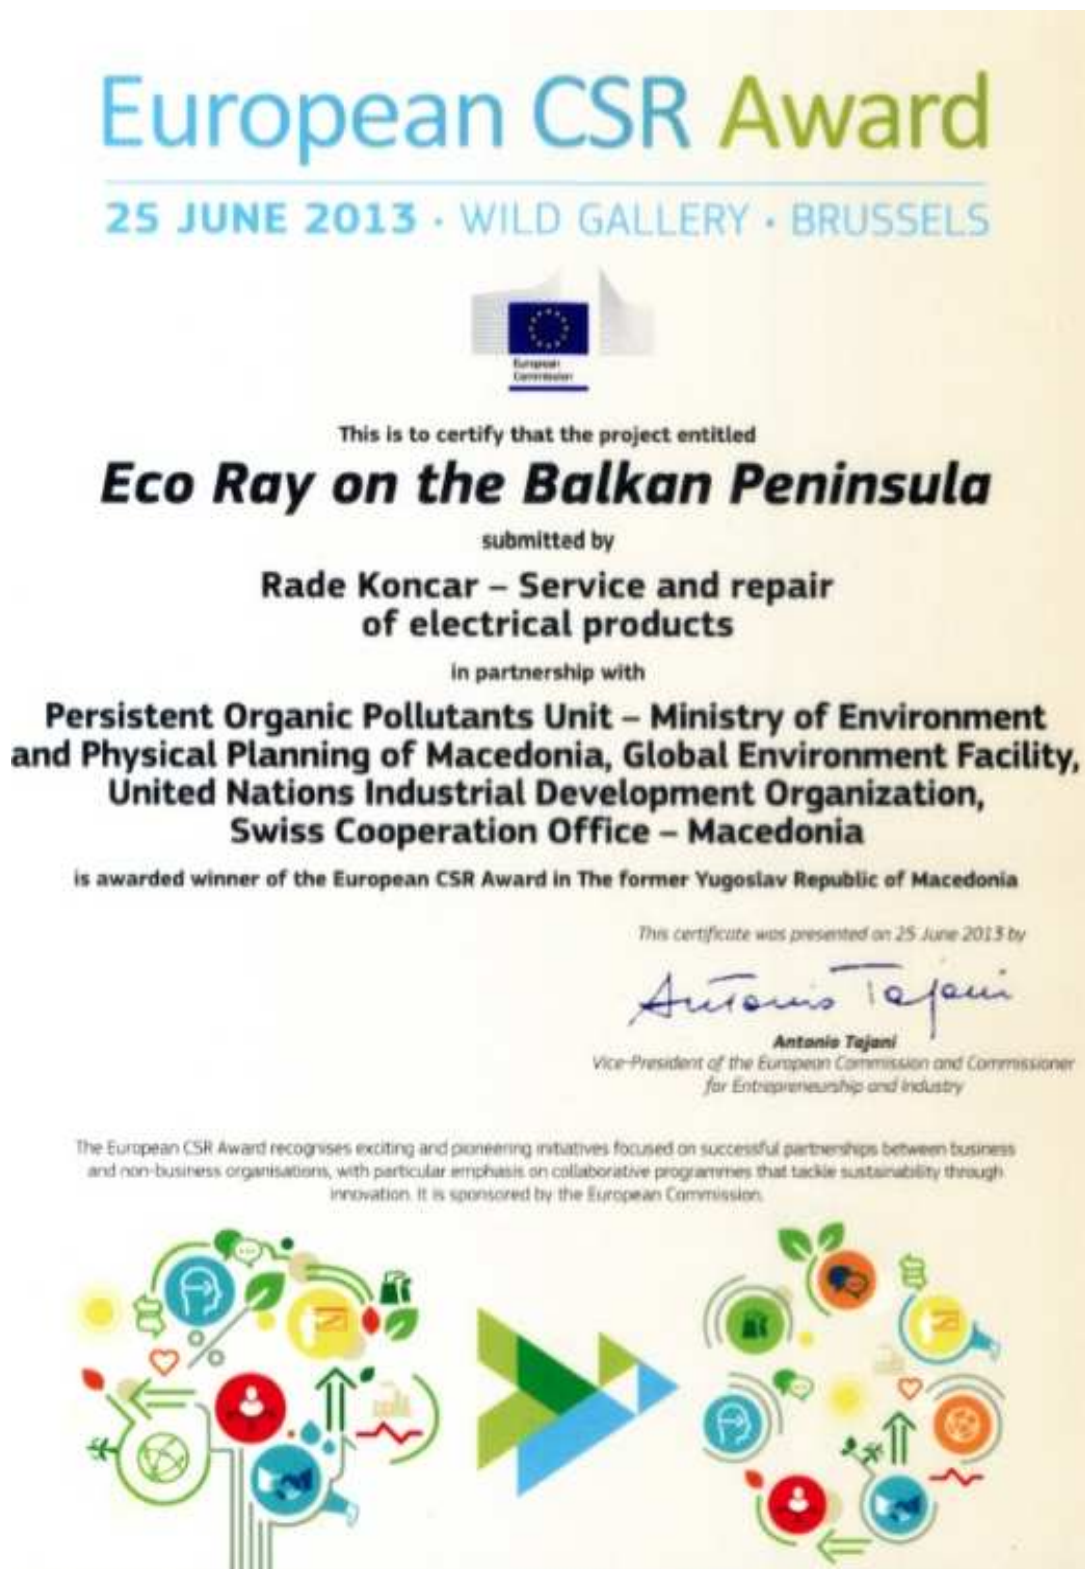 European CSR Award
25 JUNE 2013 · WILD GALLERY · BRUSSELS
European
Commission
This is to certify that the project entitled
Eco Ray on the Balkan Peninsula
submitted by
Rade Koncar – Service and repair
of electrical products
in partnership with
Persistent Organic Pollutants Unit – Ministry of Environment
and Physical Planning of Macedonia, Global Environment Facility,
United Nations Industrial Development Organization,
Swiss Cooperation Office – Macedonia
is awarded winner of the European CSR Award in The former Yugoslav Republic of Macedonia
This certificate was presented on 25 June 2013 by
Antonio Tajani
Antonio Tajani
Vice-President of the European Commission and Commissioner
for Entrepreneurship and Industry
The European CSR Award recognises exciting and pioneering initiatives focused on successful partnerships between business
and non-business organisations, with particular emphasis on collaborative programmes that tackle sustainability through
innovation. It is sponsored by the European Commission.